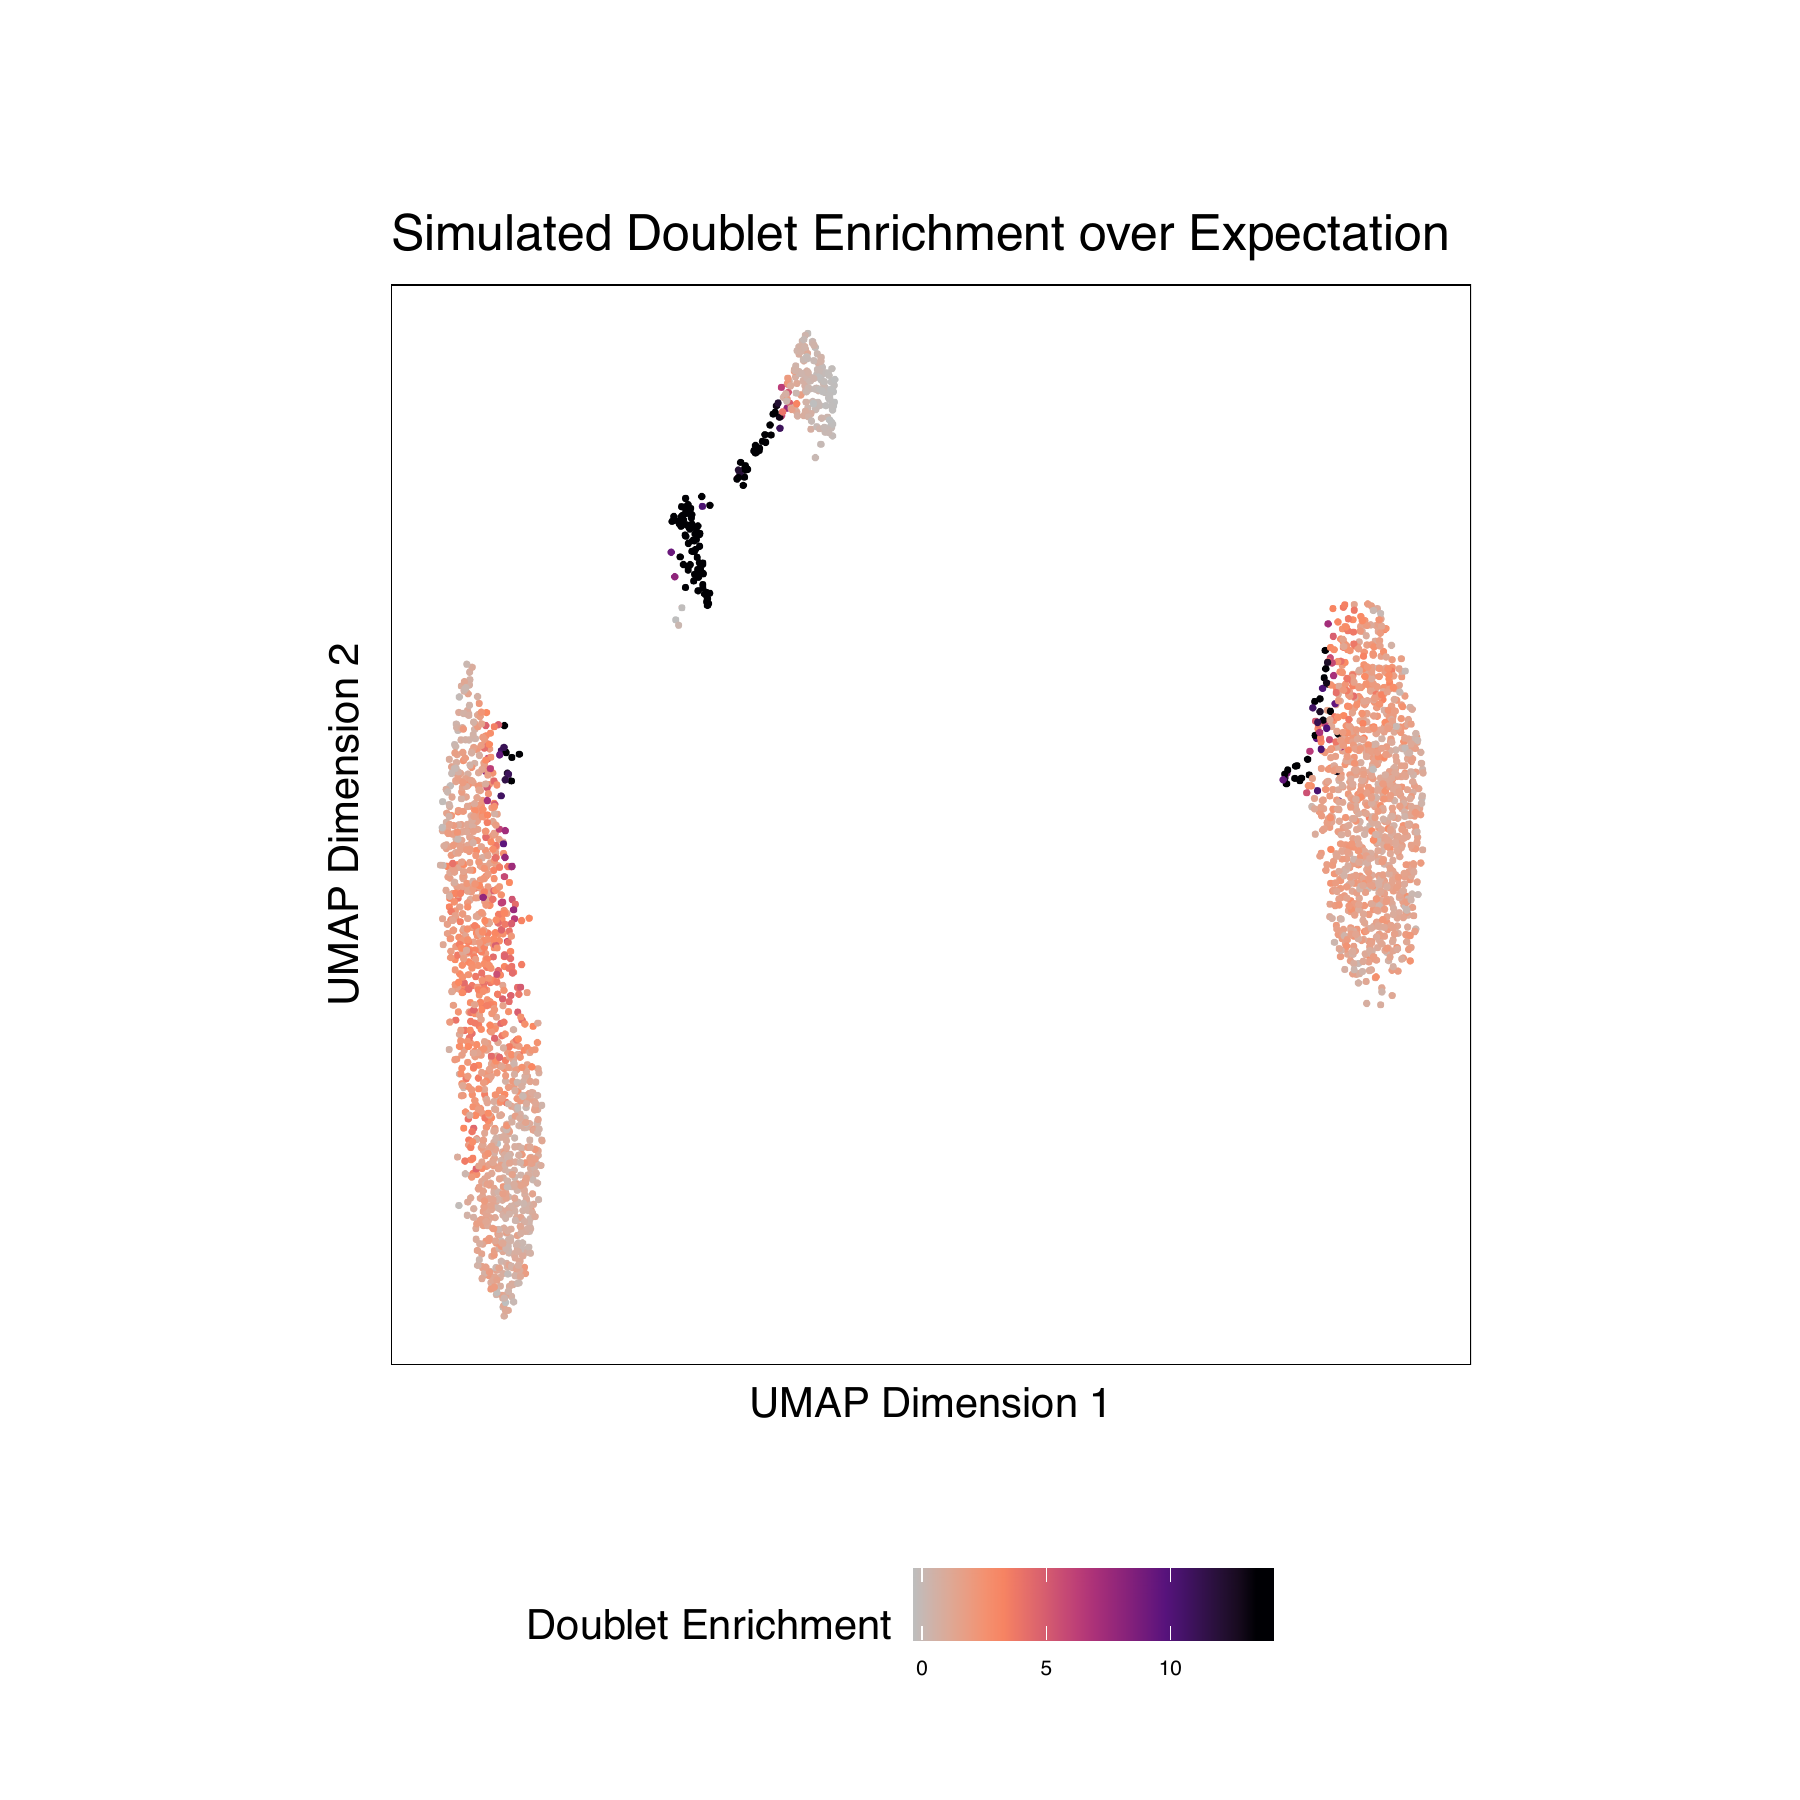 Simulated Doublet Enrichment over Expectation
UMAP Dimension 2
UMAP Dimension 1
Doublet Enrichment
0 5 10